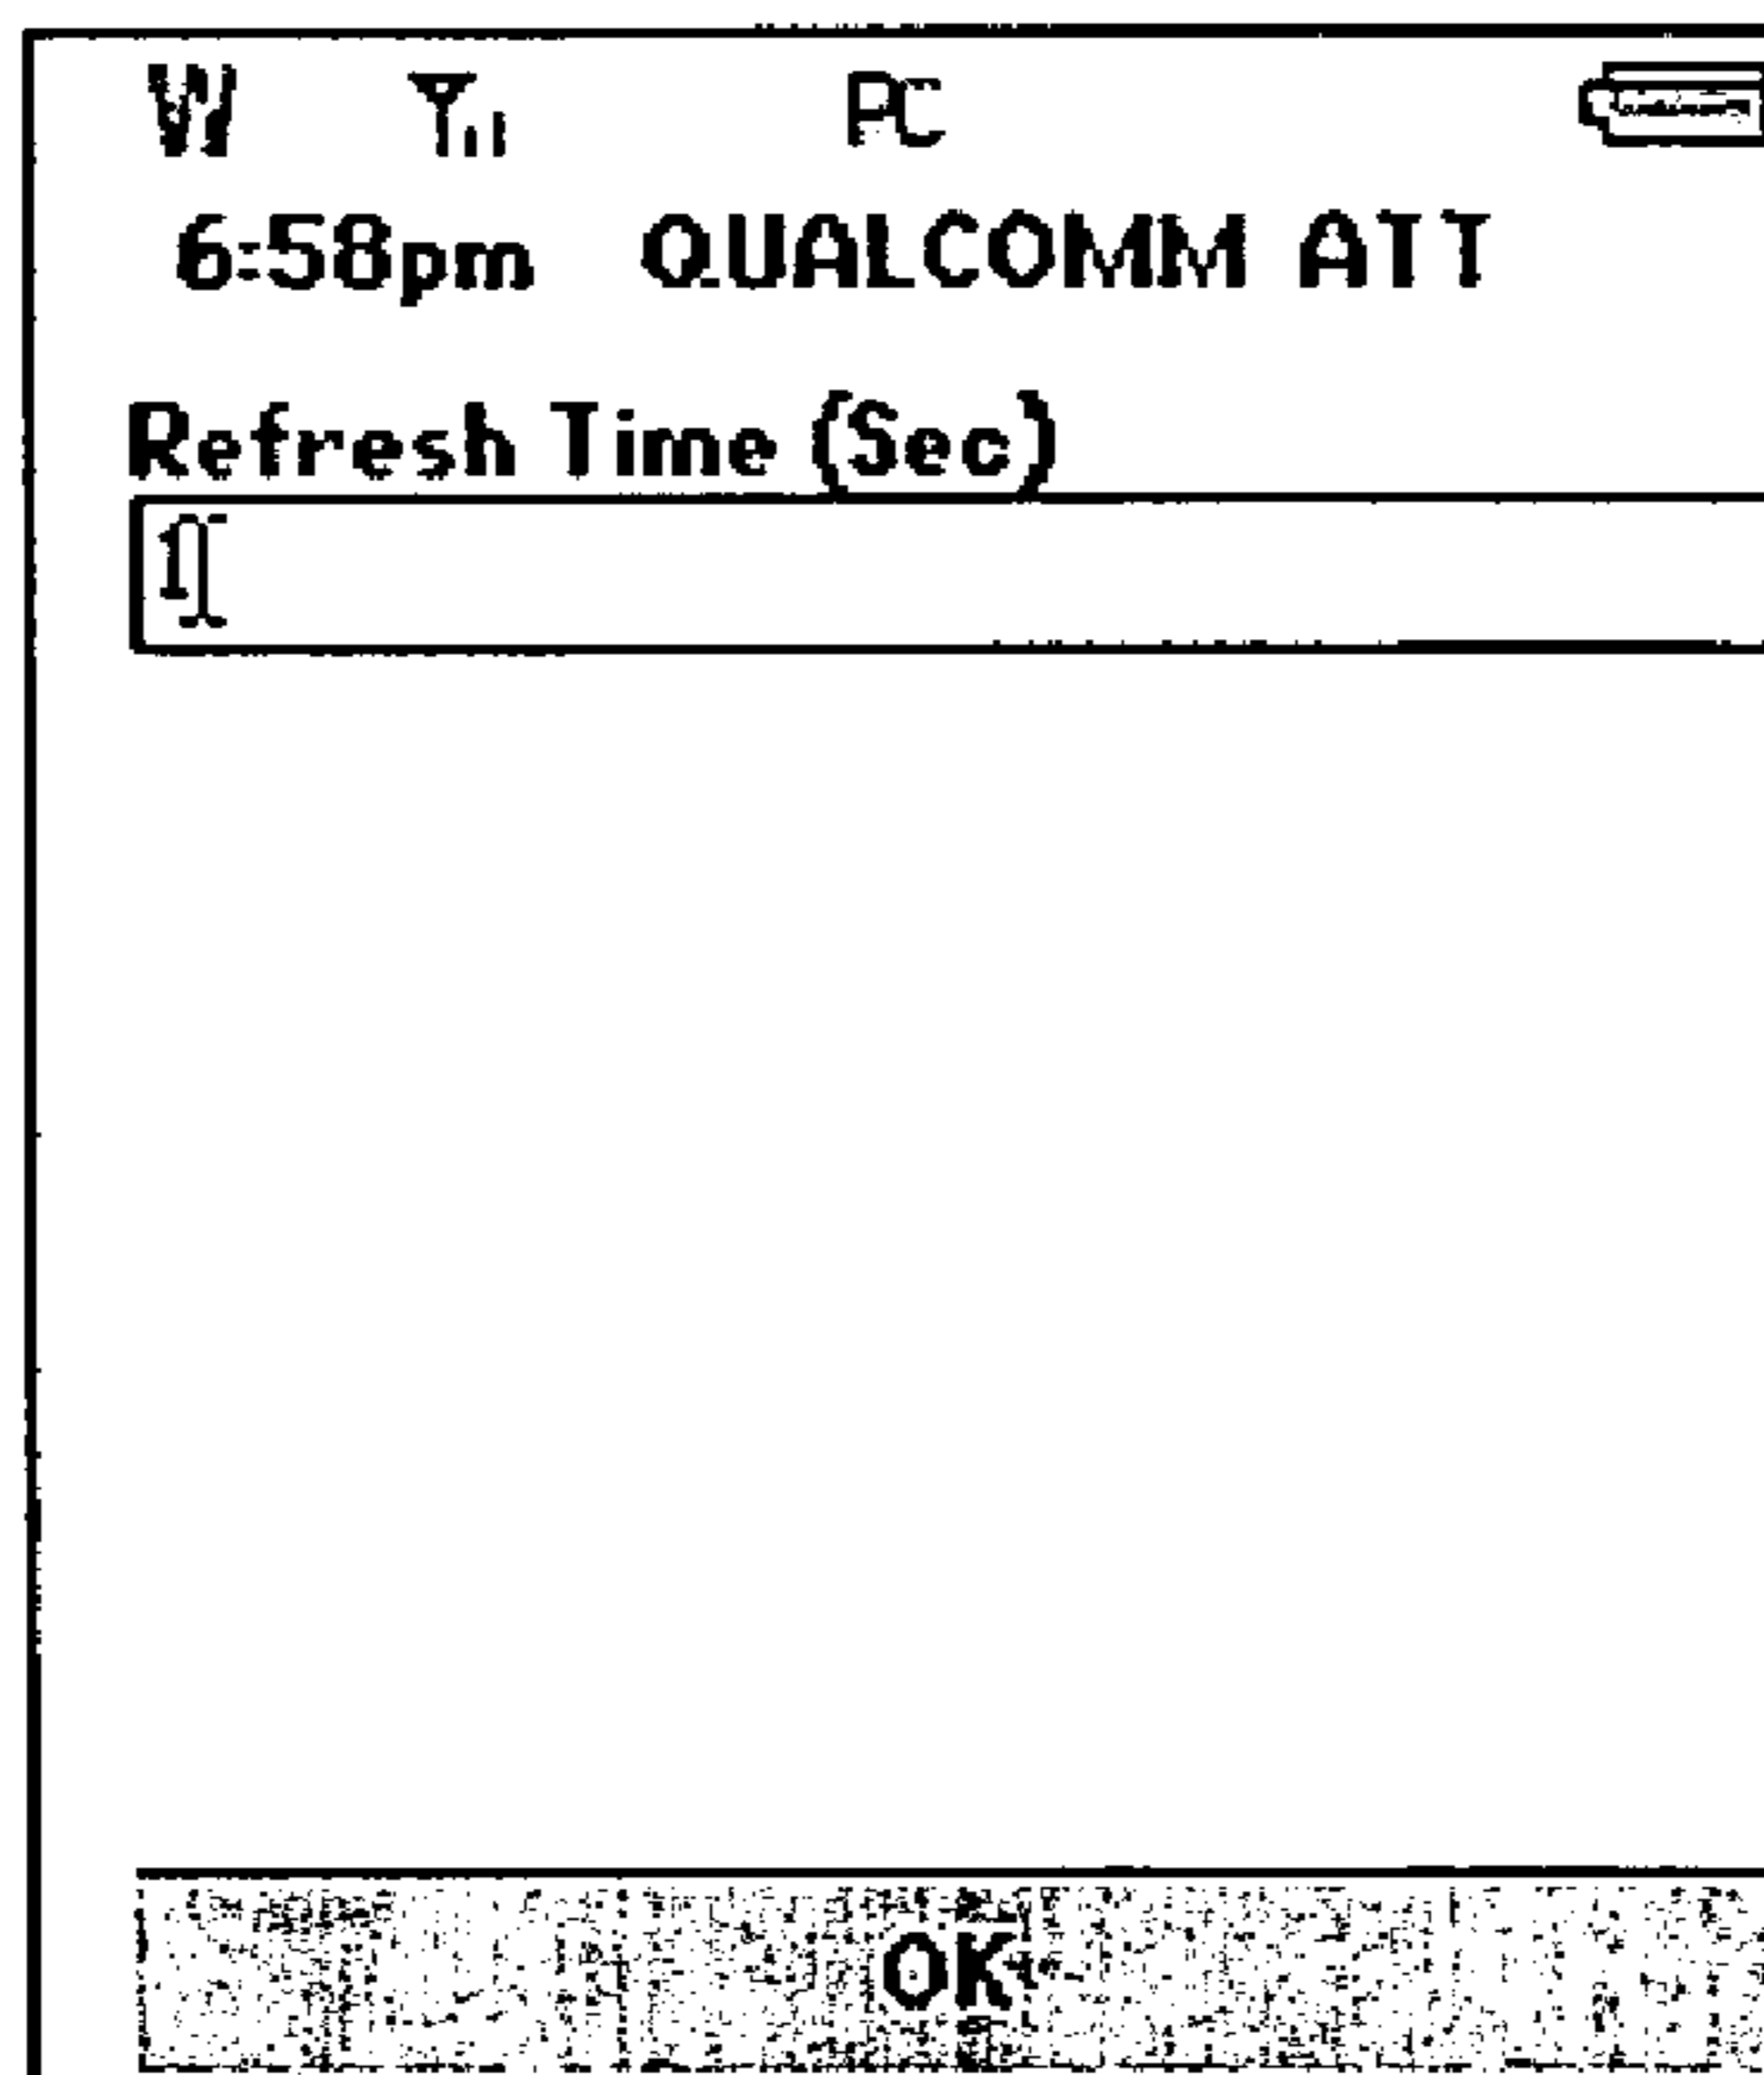 W PC
6:58pm QUALCOMM ATT
Refresh Time (Sec)
1
OK